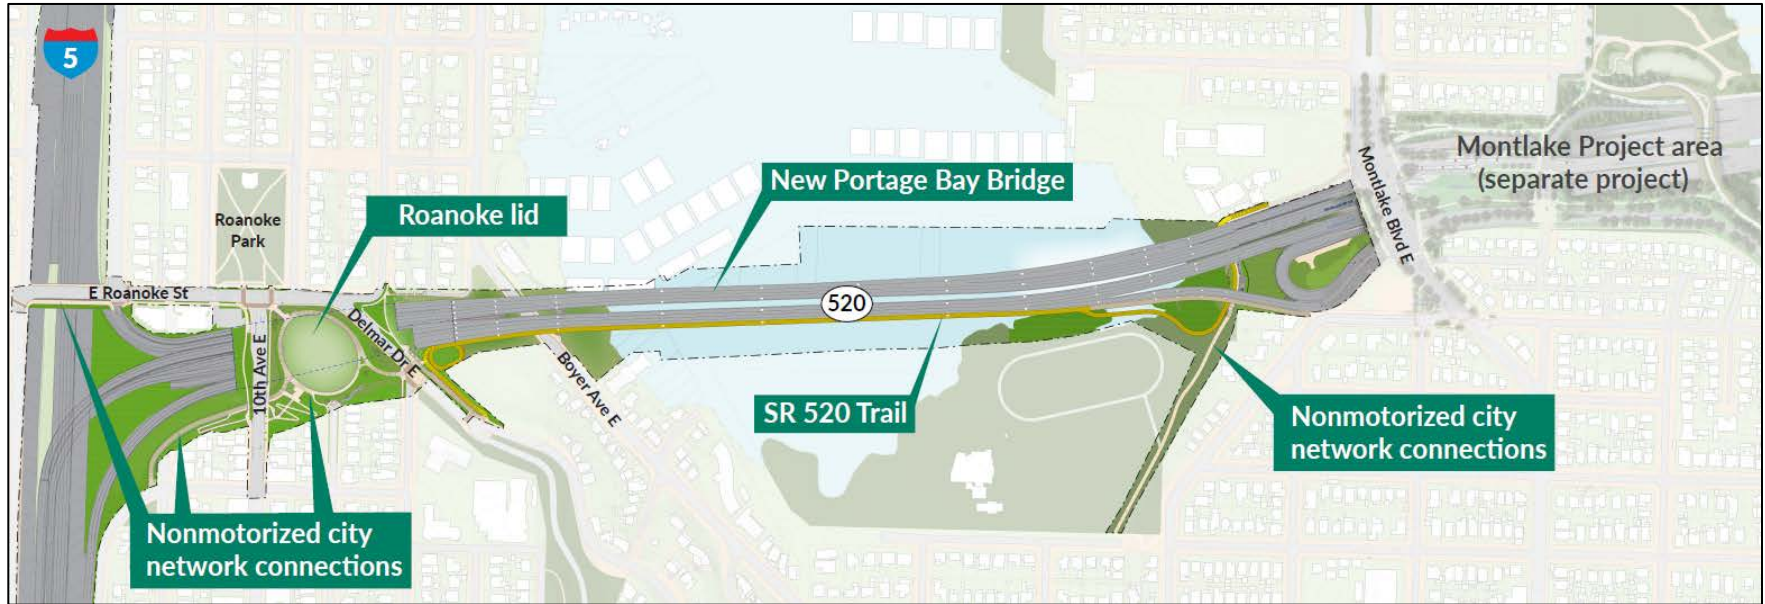 5
Montlake Project area
(separate project)
New Portage Bay Bridge
Roanoke lid
Roanoke
Park
Montlake Blvd E
E Roanoke St
520
Delmar Dr E
10th Ave E
Boyer Ave E
SR 520 Trail
Nonmotorized city
network connections
Nonmotorized city
network connections